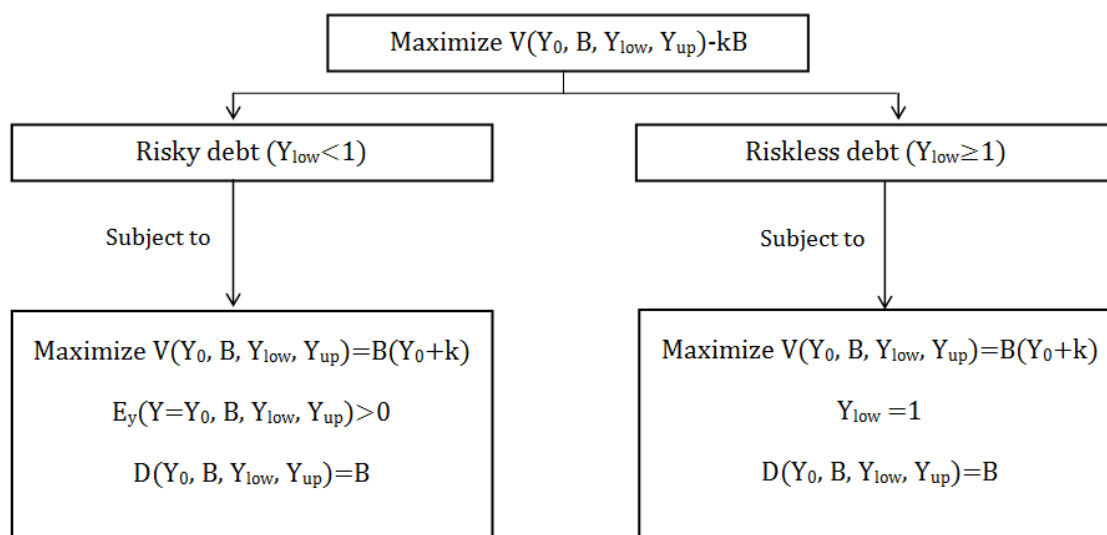 Maximize V(Y₀, B, Yₗₒw, Yᵤₚ)-kB
Risky debt (Yₗₒw<1)
Riskless debt (Yₗₒw≥1)
Subject to
Subject to
Maximize V(Y₀, B, Yₗₒw, Yᵤₚ)=B(Y₀+k)
E_y(Y=Y₀, B, Yₗₒw, Yᵤₚ)>0
D(Y₀, B, Yₗₒw, Yᵤₚ)=B
Maximize V(Y₀, B, Yₗₒw, Yᵤₚ)=B(Y₀+k)
Yₗₒw =1
D(Y₀, B, Yₗₒw, Yᵤₚ)=B